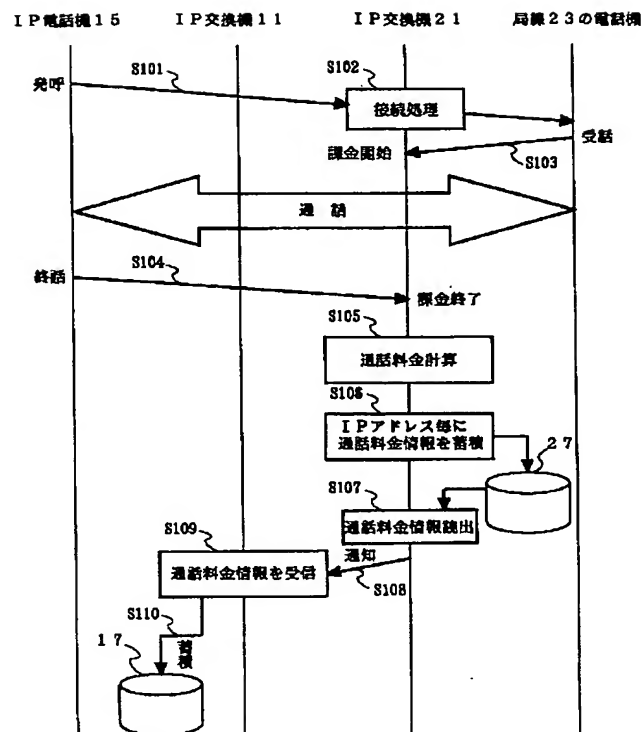 IP電話機15 IP交換機11 IP交換機21 局線23の電話機
発呼
S101
S102
接続処理
受話
課金開始
S103
通 話
終話
S104
課金終了
S105
通話料金計算
S106
IPアドレス毎に
通話料金情報を蓄積
27
S107
通話料金情報読出
S109
通知
通話料金情報を受信
S108
S110
17
蓄積